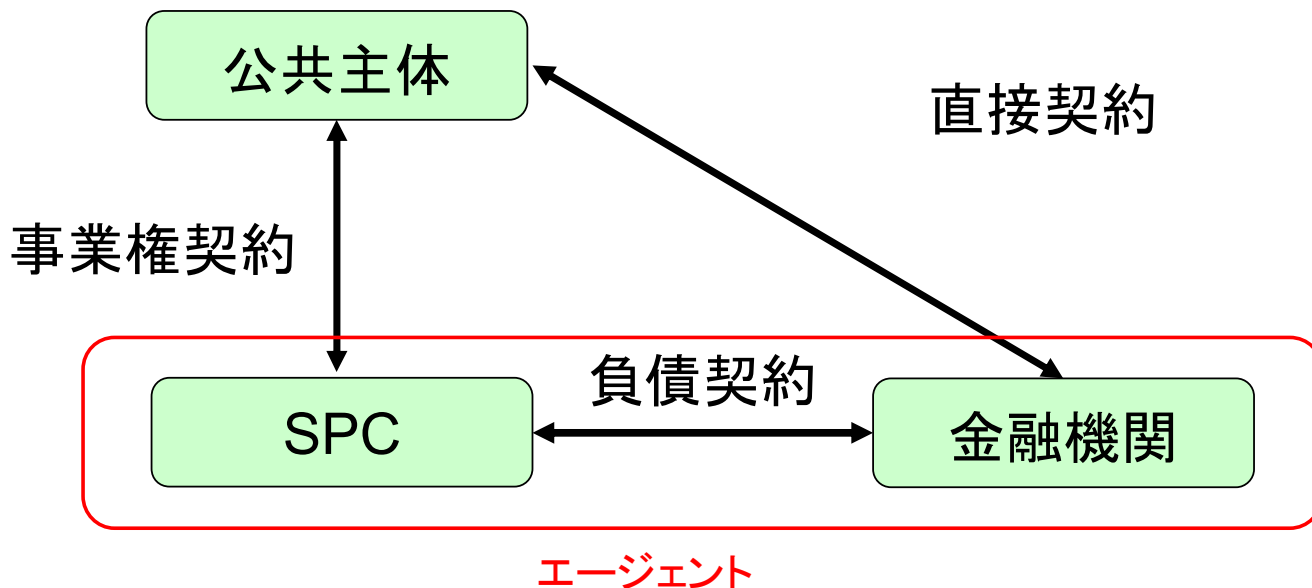 公共主体
直接契約
事業権契約
負債契約
SPC
金融機関
エージェント